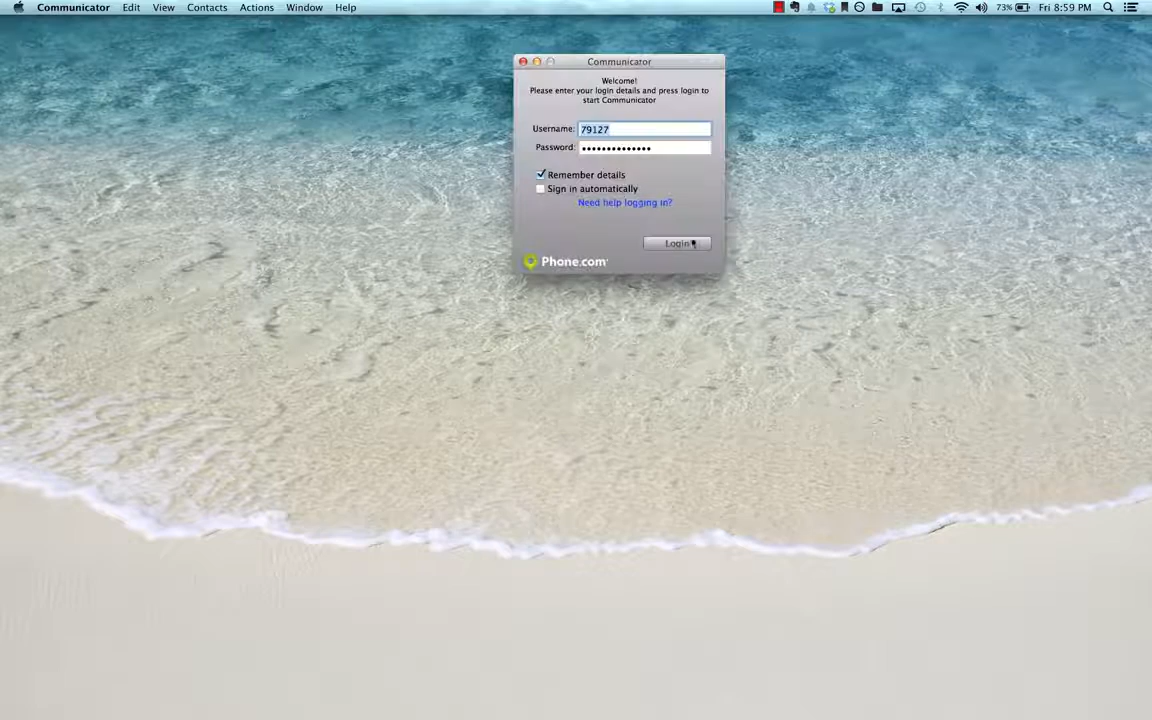 Communicator Edit View Contacts Actions Window Help 73% Fri 8:59 PM
Communicator
Welcome!
Please enter your login details and press login to
start Communicator
Username: 79127
Password: ••••••••••••••
Remember details
Sign in automatically
Need help logging in?
Login
Phone.com